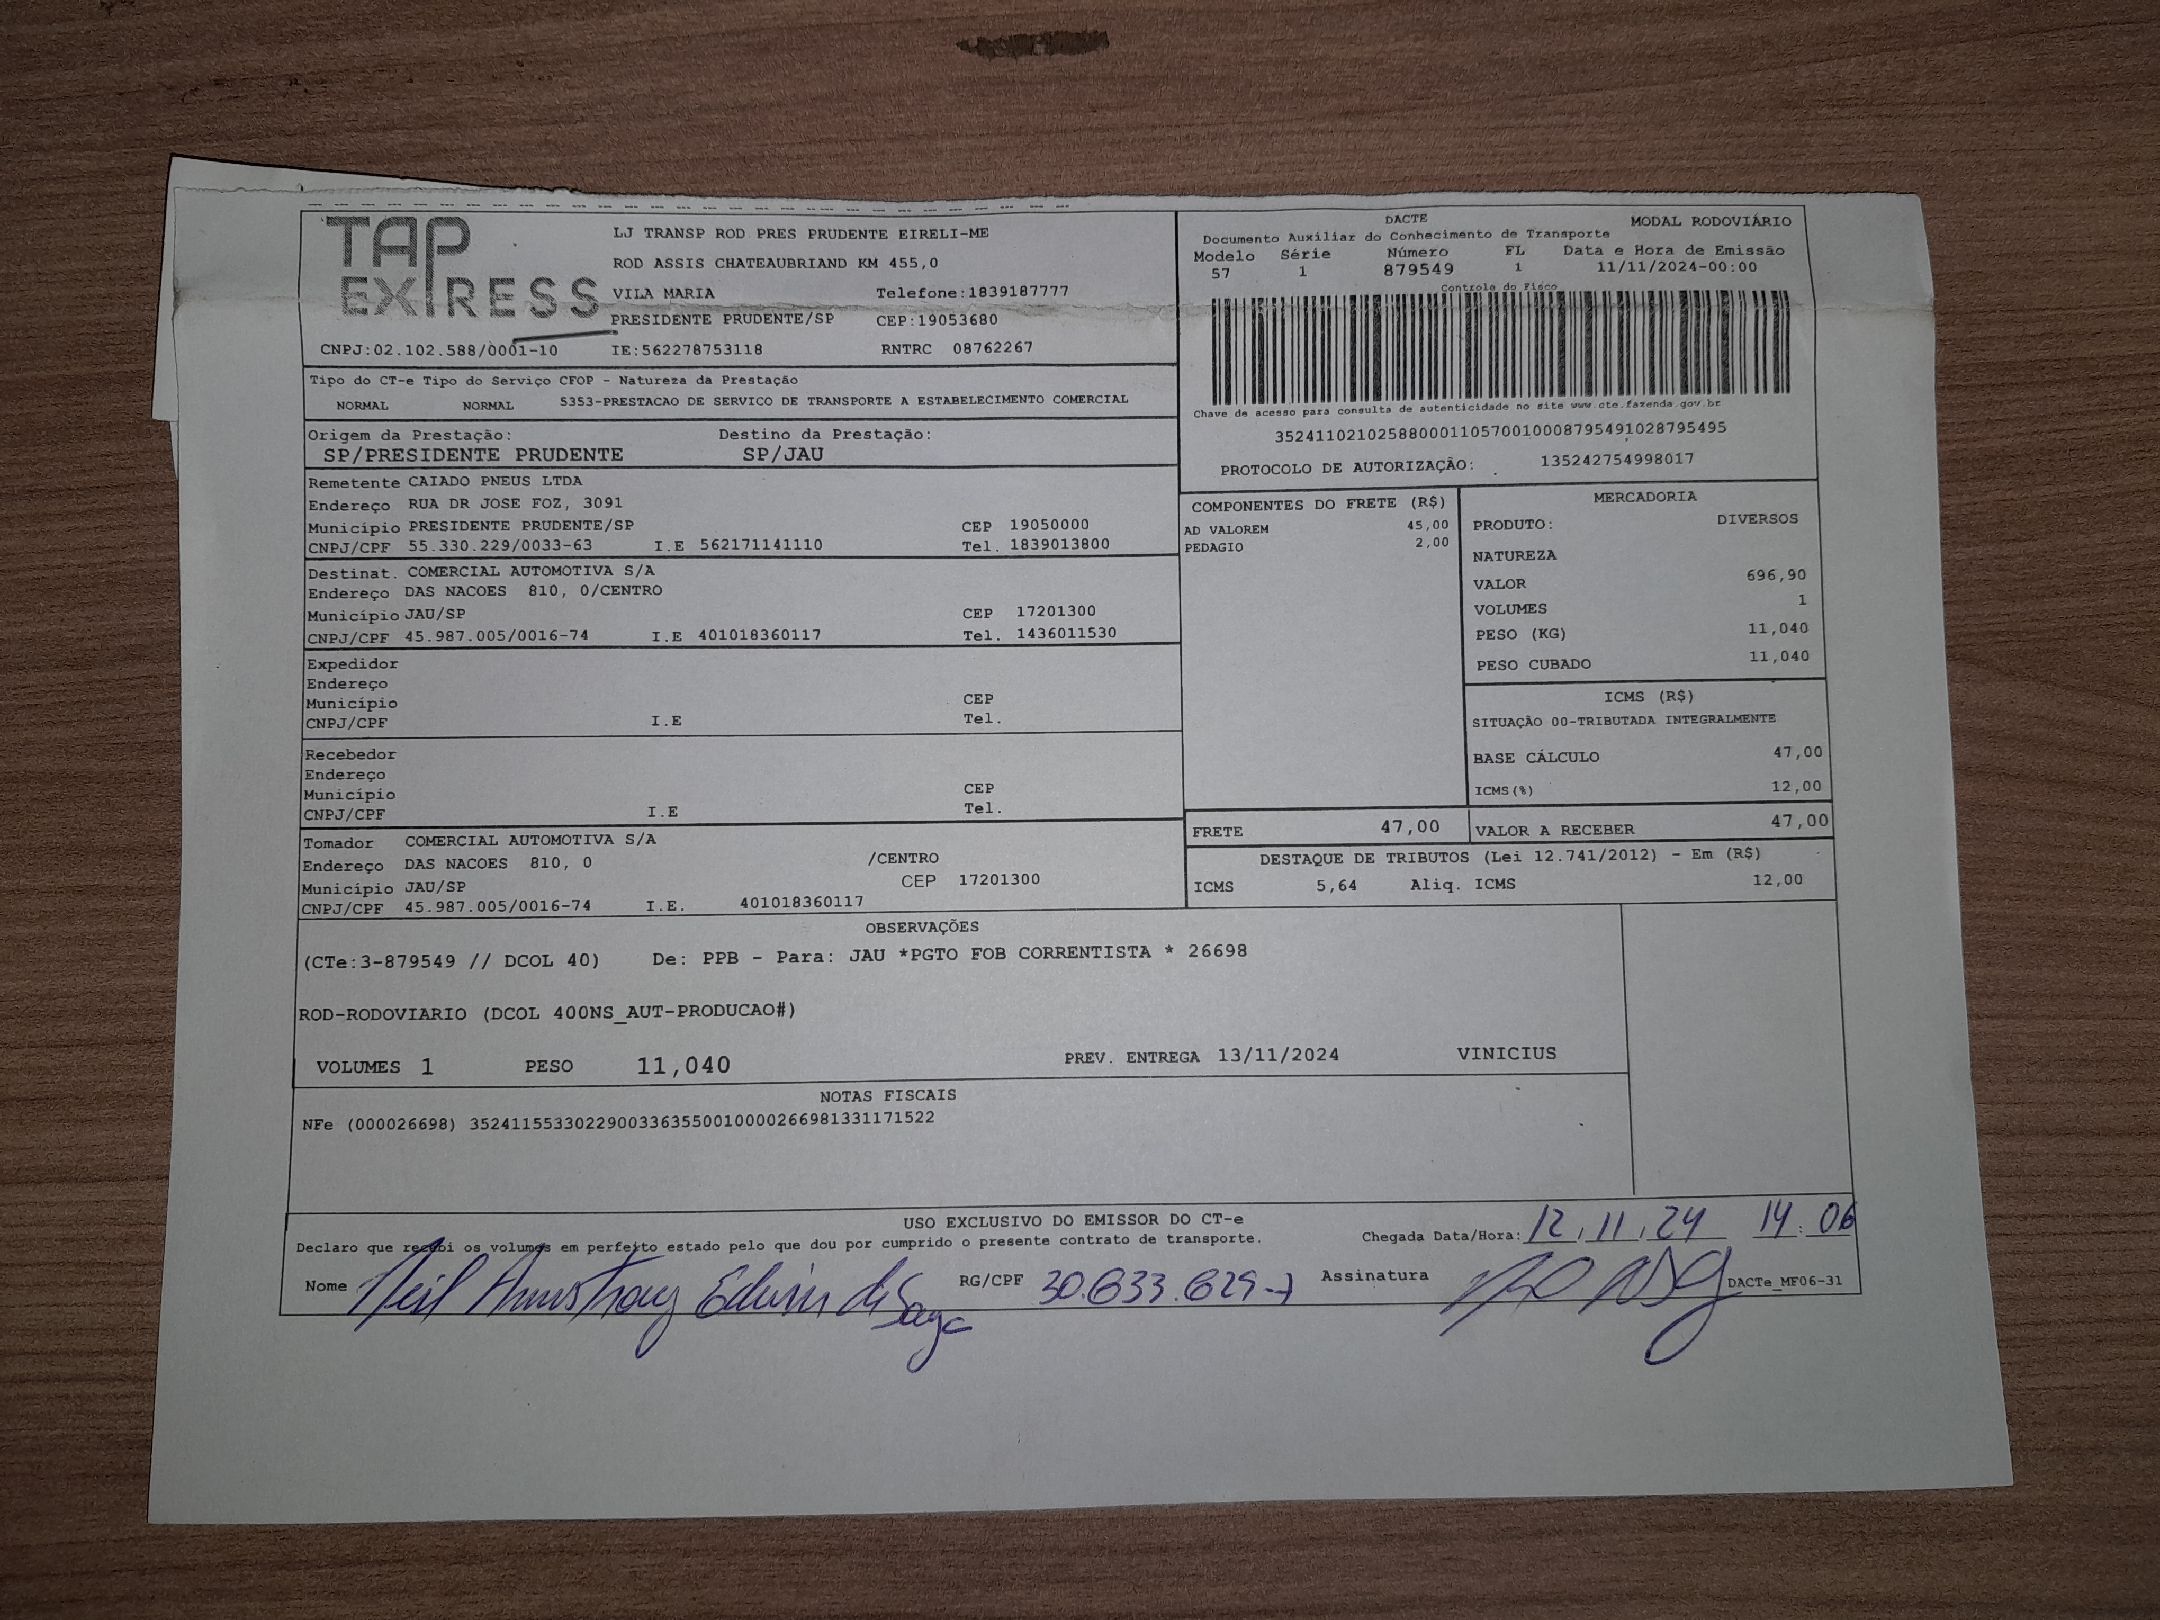 TAP EXPRESS
LJ TRANSP ROD PRES PRUDENTE EIRELI-ME
ROD ASSIS CHATEAUBRIAND KM 455,0
VILA MARIA Telefone:1839187777
PRESIDENTE PRUDENTE/SP CEP:19053680
CNPJ:02.102.588/0001-10 IE:562278753118 RNTRC 08762267
DACTE MODAL RODOVIÁRIO
Documento Auxiliar do Conhecimento de Transporte
Modelo Série Número FL Data e Hora de Emissão
57 1 879549 1 11/11/2024-00:00
Controle do Fisco
Chave de acesso para consulta de autenticidade no site www.cte.fazenda.gov.br
35241102102588000110570010008795491028795495
PROTOCOLO DE AUTORIZAÇÃO: 135242754998017
Tipo do CT-e Tipo do Serviço CFOP - Natureza da Prestação
NORMAL NORMAL 5353-PRESTACAO DE SERVICO DE TRANSPORTE A ESTABELECIMENTO COMERCIAL
Origem da Prestação: Destino da Prestação:
SP/PRESIDENTE PRUDENTE SP/JAU
Remetente CAIADO PNEUS LTDA
Endereço RUA DR JOSE FOZ, 3091
Município PRESIDENTE PRUDENTE/SP CEP 19050000
CNPJ/CPF 55.330.229/0033-63 I.E 562171141110 Tel. 1839013800
Destinat. COMERCIAL AUTOMOTIVA S/A
Endereço DAS NACOES 810, 0/CENTRO
Município JAU/SP CEP 17201300
CNPJ/CPF 45.987.005/0016-74 I.E 401018360117 Tel. 1436011530
Expedidor
Endereço
Município CEP
CNPJ/CPF I.E Tel.
Recebedor
Endereço
Município CEP
CNPJ/CPF I.E Tel.
Tomador COMERCIAL AUTOMOTIVA S/A
Endereço DAS NACOES 810, 0 /CENTRO
Município JAU/SP CEP 17201300
CNPJ/CPF 45.987.005/0016-74 I.E. 401018360117
COMPONENTES DO FRETE (R$)
AD VALOREM 45,00
PEDAGIO 2,00
MERCADORIA
PRODUTO: DIVERSOS
NATUREZA
VALOR 696,90
VOLUMES 1
PESO (KG) 11,040
PESO CUBADO 11,040
ICMS (R$)
SITUAÇÃO 00-TRIBUTADA INTEGRALMENTE
BASE CÁLCULO 47,00
ICMS(%) 12,00
FRETE 47,00 VALOR A RECEBER 47,00
DESTAQUE DE TRIBUTOS (Lei 12.741/2012) - Em (R$)
ICMS 5,64 Aliq. ICMS 12,00
OBSERVAÇÕES
(CTe:3-879549 // DCOL 40) De: PPB - Para: JAU *PGTO FOB CORRENTISTA * 26698
ROD-RODOVIARIO (DCOL 400NS_AUT-PRODUCAO#)
VOLUMES 1 PESO 11,040 PREV. ENTREGA 13/11/2024 VINICIUS
NOTAS FISCAIS
NFe (000026698) 35241155330229003363550010000266981331171522
USO EXCLUSIVO DO EMISSOR DO CT-e
Declaro que recebi os volumes em perfeito estado pelo que dou por cumprido o presente contrato de transporte. Chegada Data/Hora: 12.11.24 14:06
Nome Neil Armstrong Edwin de RG/CPF 30.633.629-7 Assinatura DACTe_MF06-31